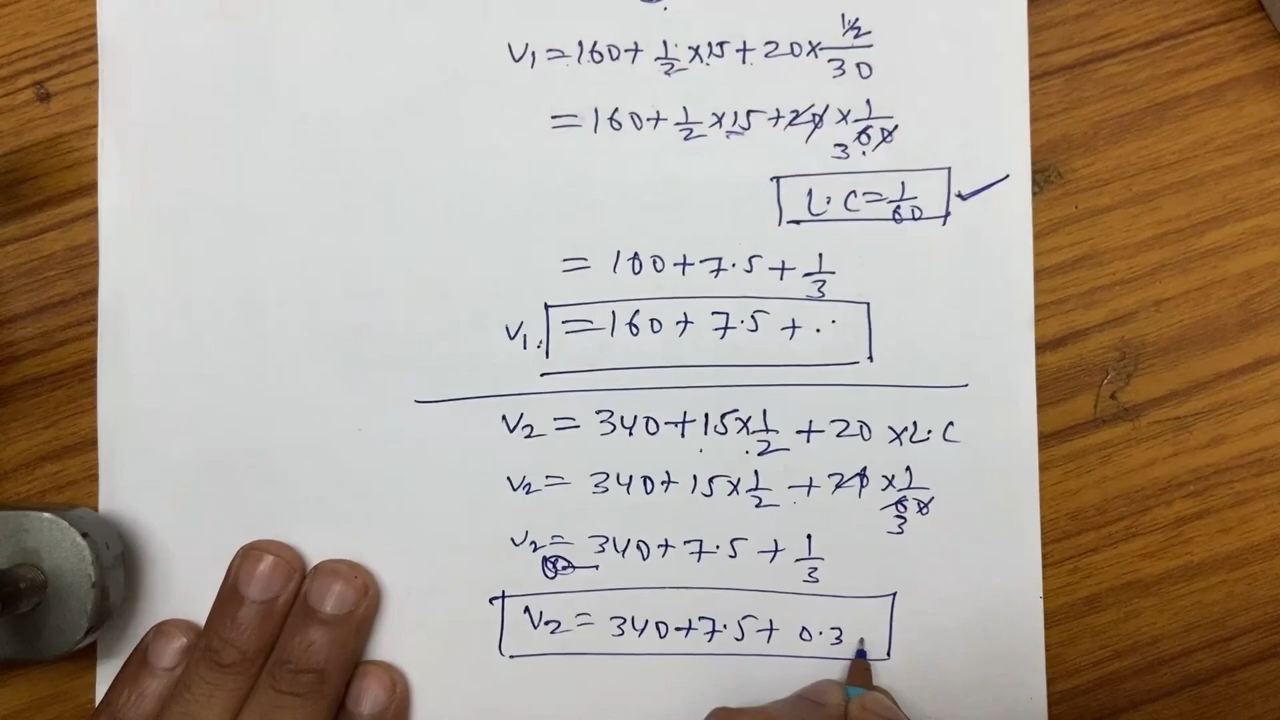 V₁ = 160 + 1/2 × 15 + 20 × (1/2)/30
= 160 + 1/2 × 15 + 20 × 1/60
3
L.C = 1/60 ✓
= 160 + 7.5 + 1/3
V₁. = 160 + 7.5 + ..
V₂ = 340 + 15 × 1/2 + 20 × L.C
V₂ = 340 + 15 × 1/2 + 20 × 1/60
3
V₂ = 340 + 7.5 + 1/3
V₂ = 340 + 7.5 + 0.3